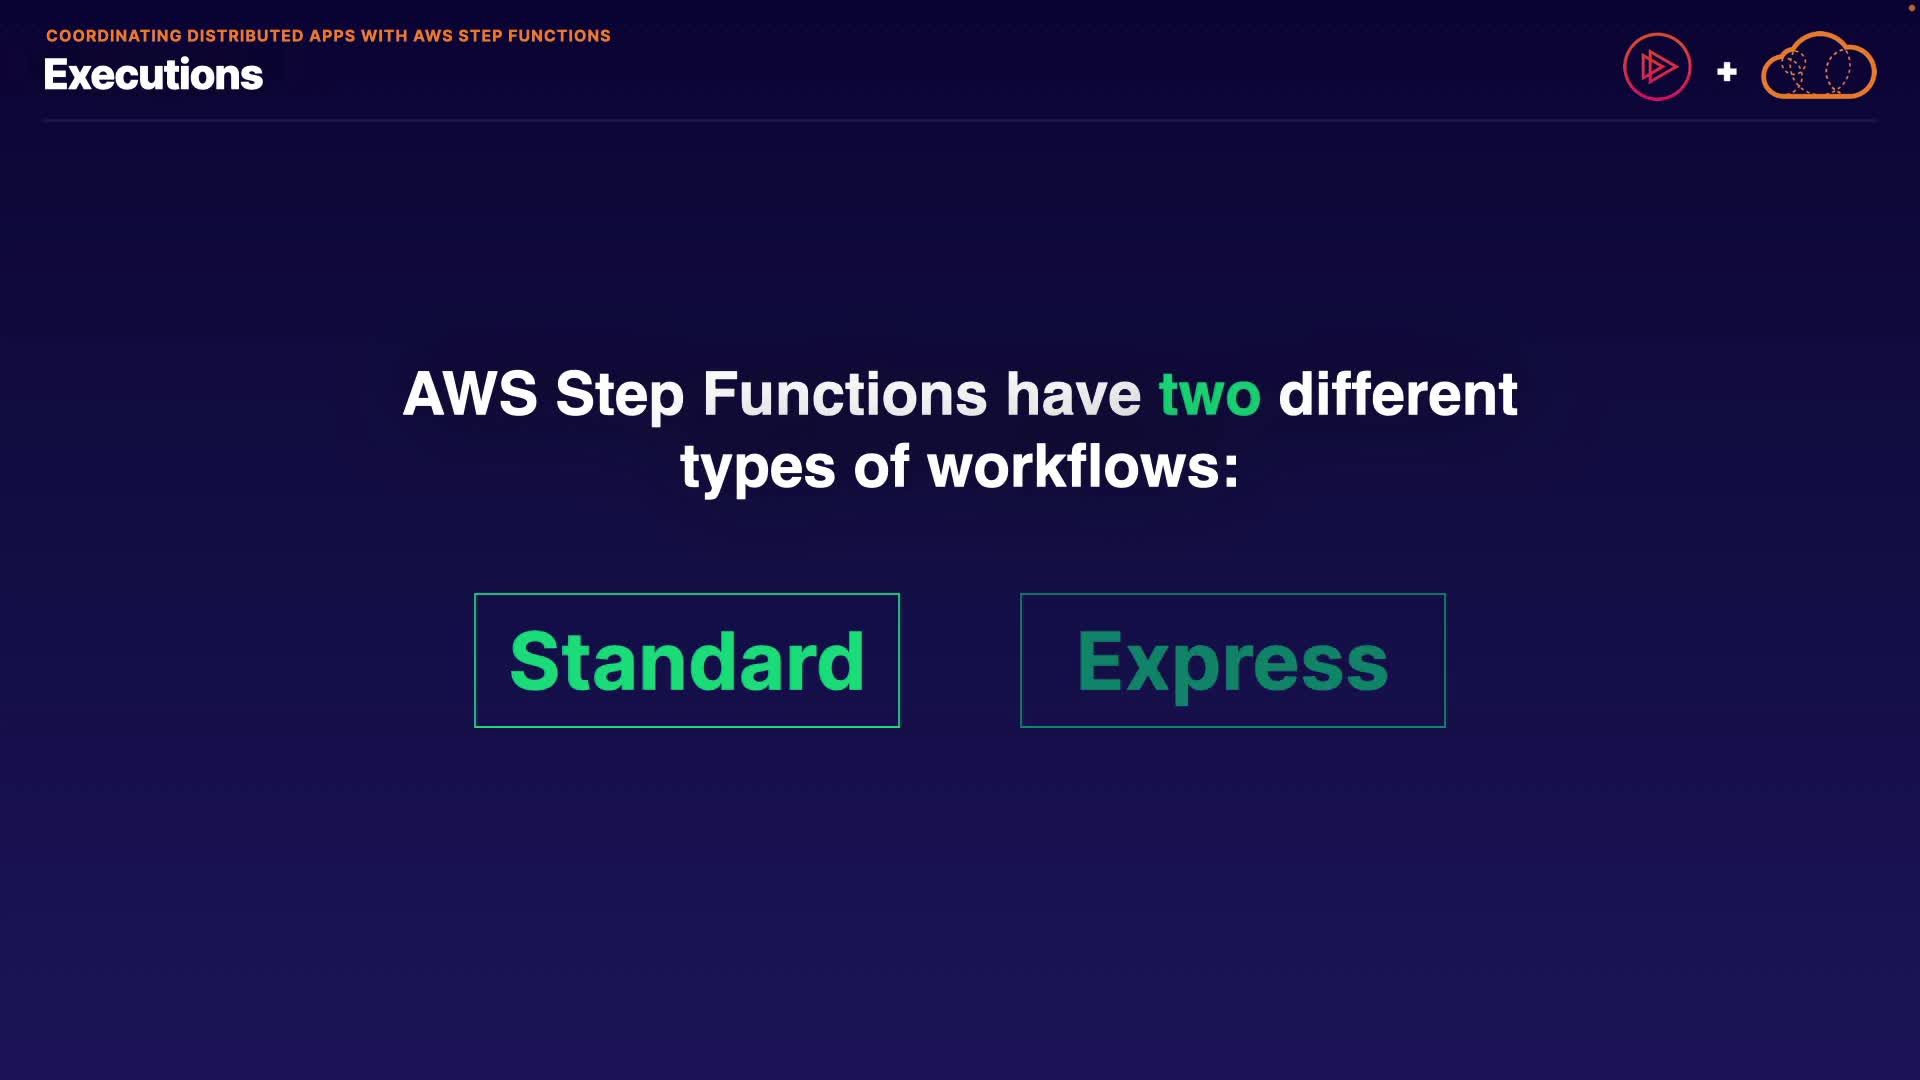 COORDINATING DISTRIBUTED APPS WITH AWS STEP FUNCTIONS
Executions
AWS Step Functions have two different
types of workflows:
Standard
Express